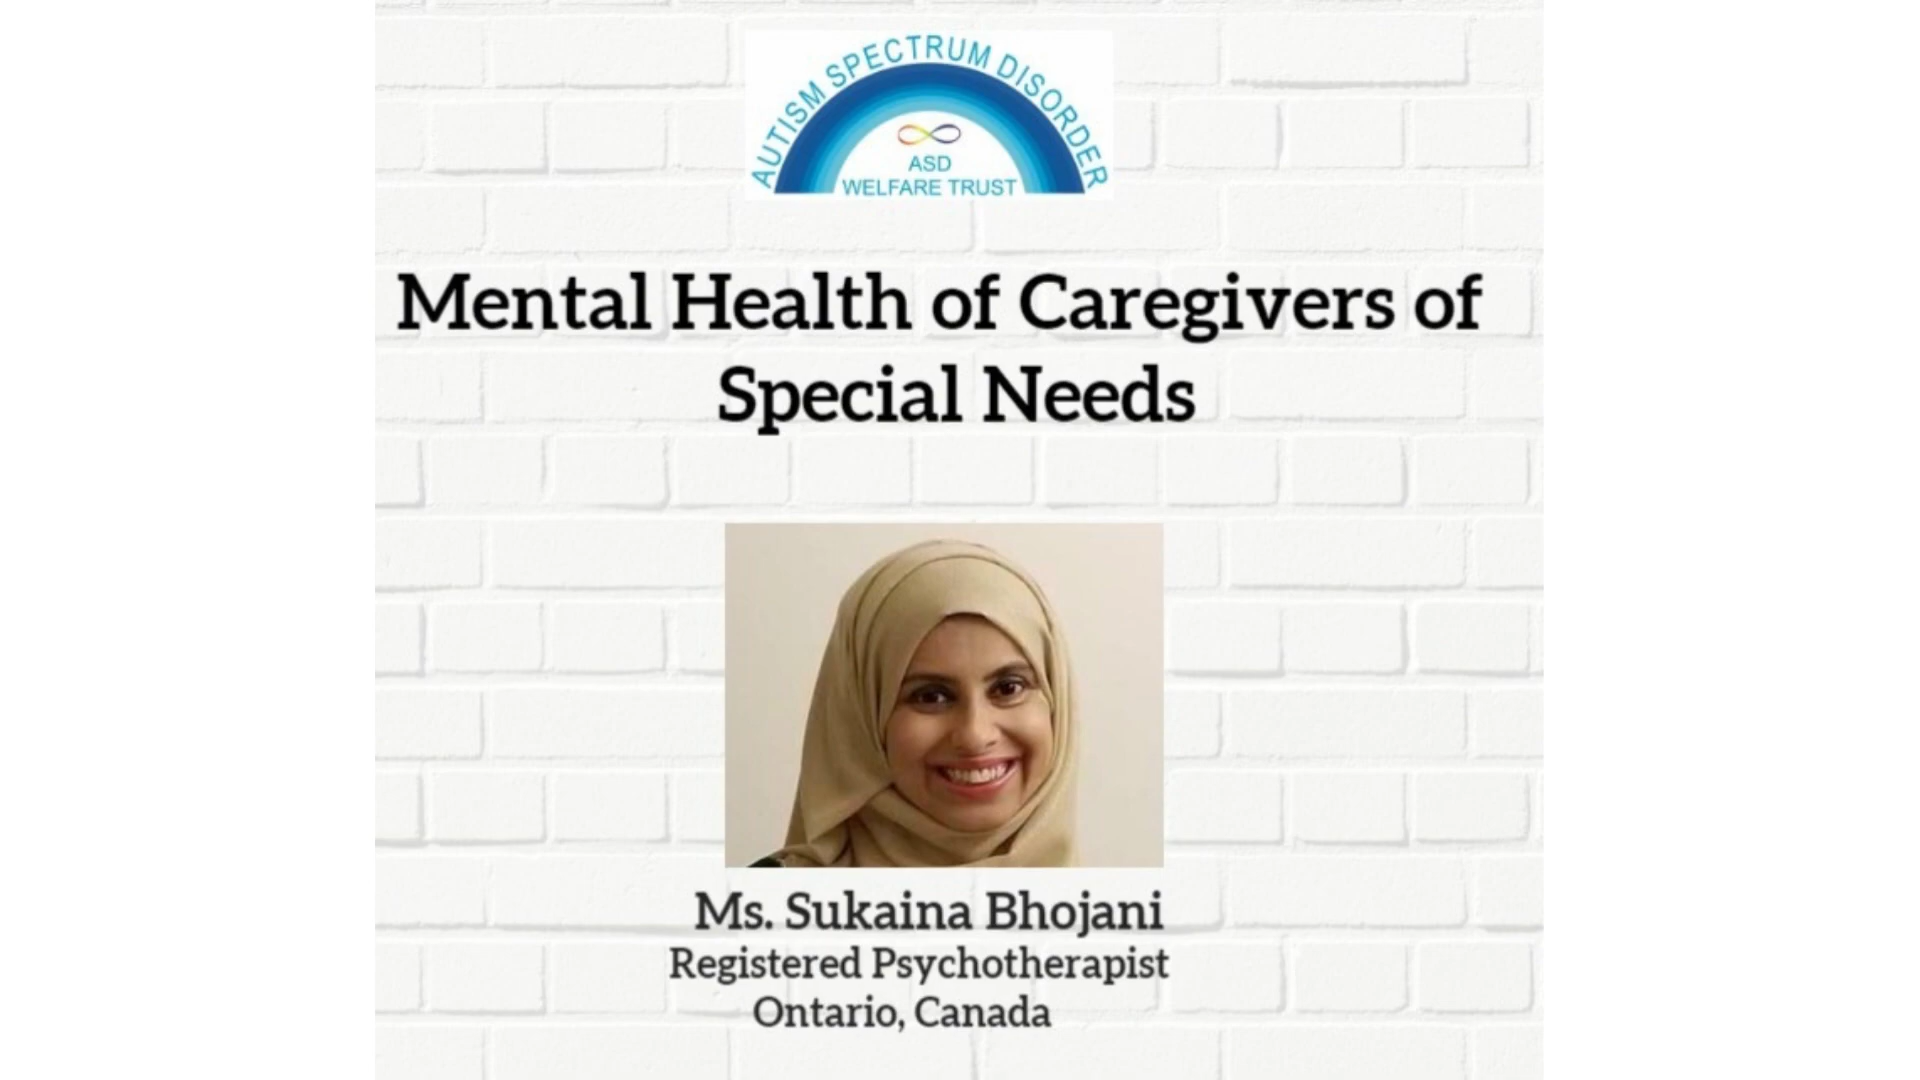 AUTISM SPECTRUM DISORDER
ASD
WELFARE TRUST
Mental Health of Caregivers of
Special Needs
Ms. Sukaina Bhojani
Registered Psychotherapist
Ontario, Canada